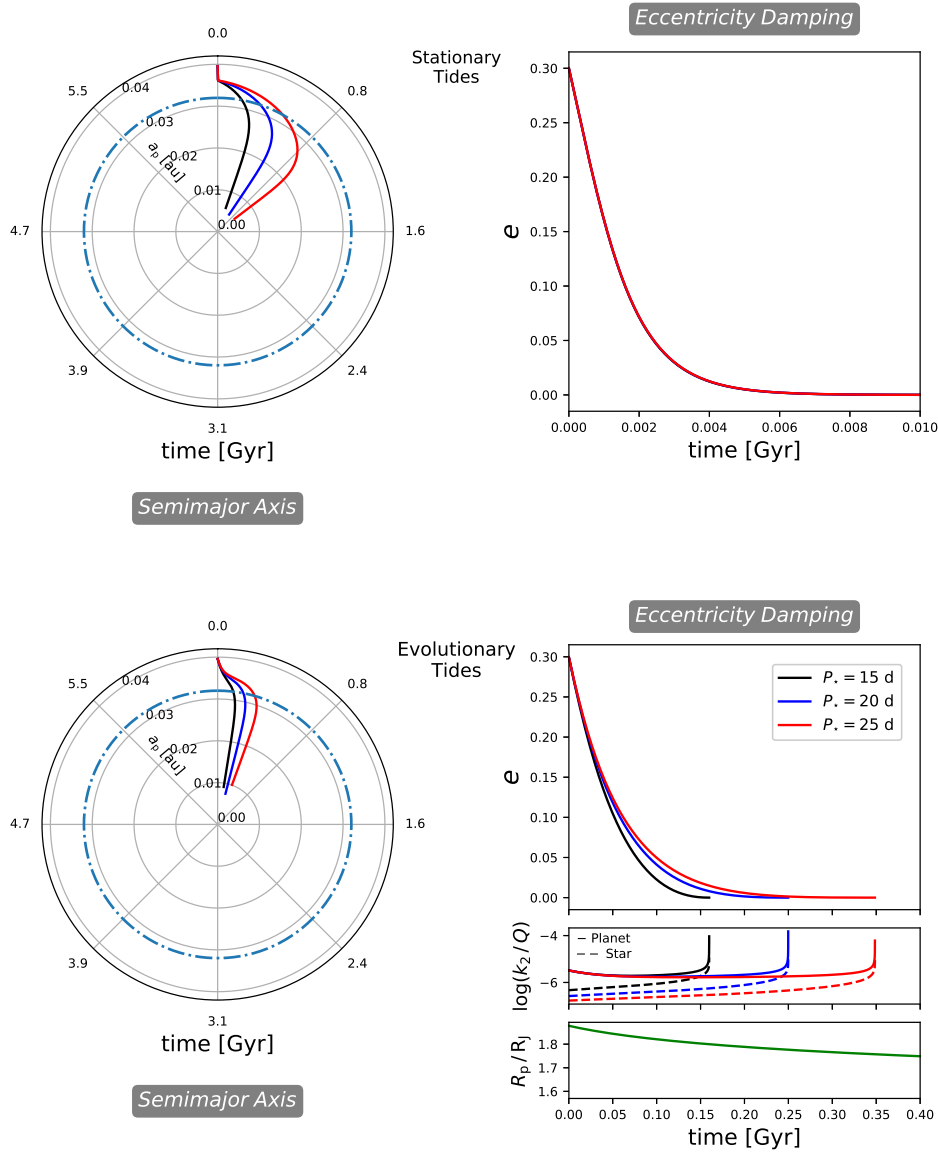 Eccentricity Damping
Stationary
Tides
0.0
0.8
1.6
2.4
3.1
3.9
4.7
5.5
0.04
0.03
0.02
0.01
0.00
aₚ [au]
time [Gyr]
Semimajor Axis
0.30
0.25
0.20
0.15
0.10
0.05
0.00
e
0.000 0.002 0.004 0.006 0.008 0.010
time [Gyr]
Eccentricity Damping
Evolutionary
Tides
0.0
0.8
1.6
2.4
3.1
3.9
4.7
5.5
0.04
0.03
0.02
0.01
0.00
aₚ [au]
time [Gyr]
Semimajor Axis
0.30
0.25
0.20
0.15
0.10
0.05
0.00
e
P⋆ = 15 d
P⋆ = 20 d
P⋆ = 25 d
−4
−6
log(k₂ / Q)
Planet
Star
1.8
1.7
1.6
Rₚ / R_J
0.00 0.05 0.10 0.15 0.20 0.25 0.30 0.35 0.40
time [Gyr]